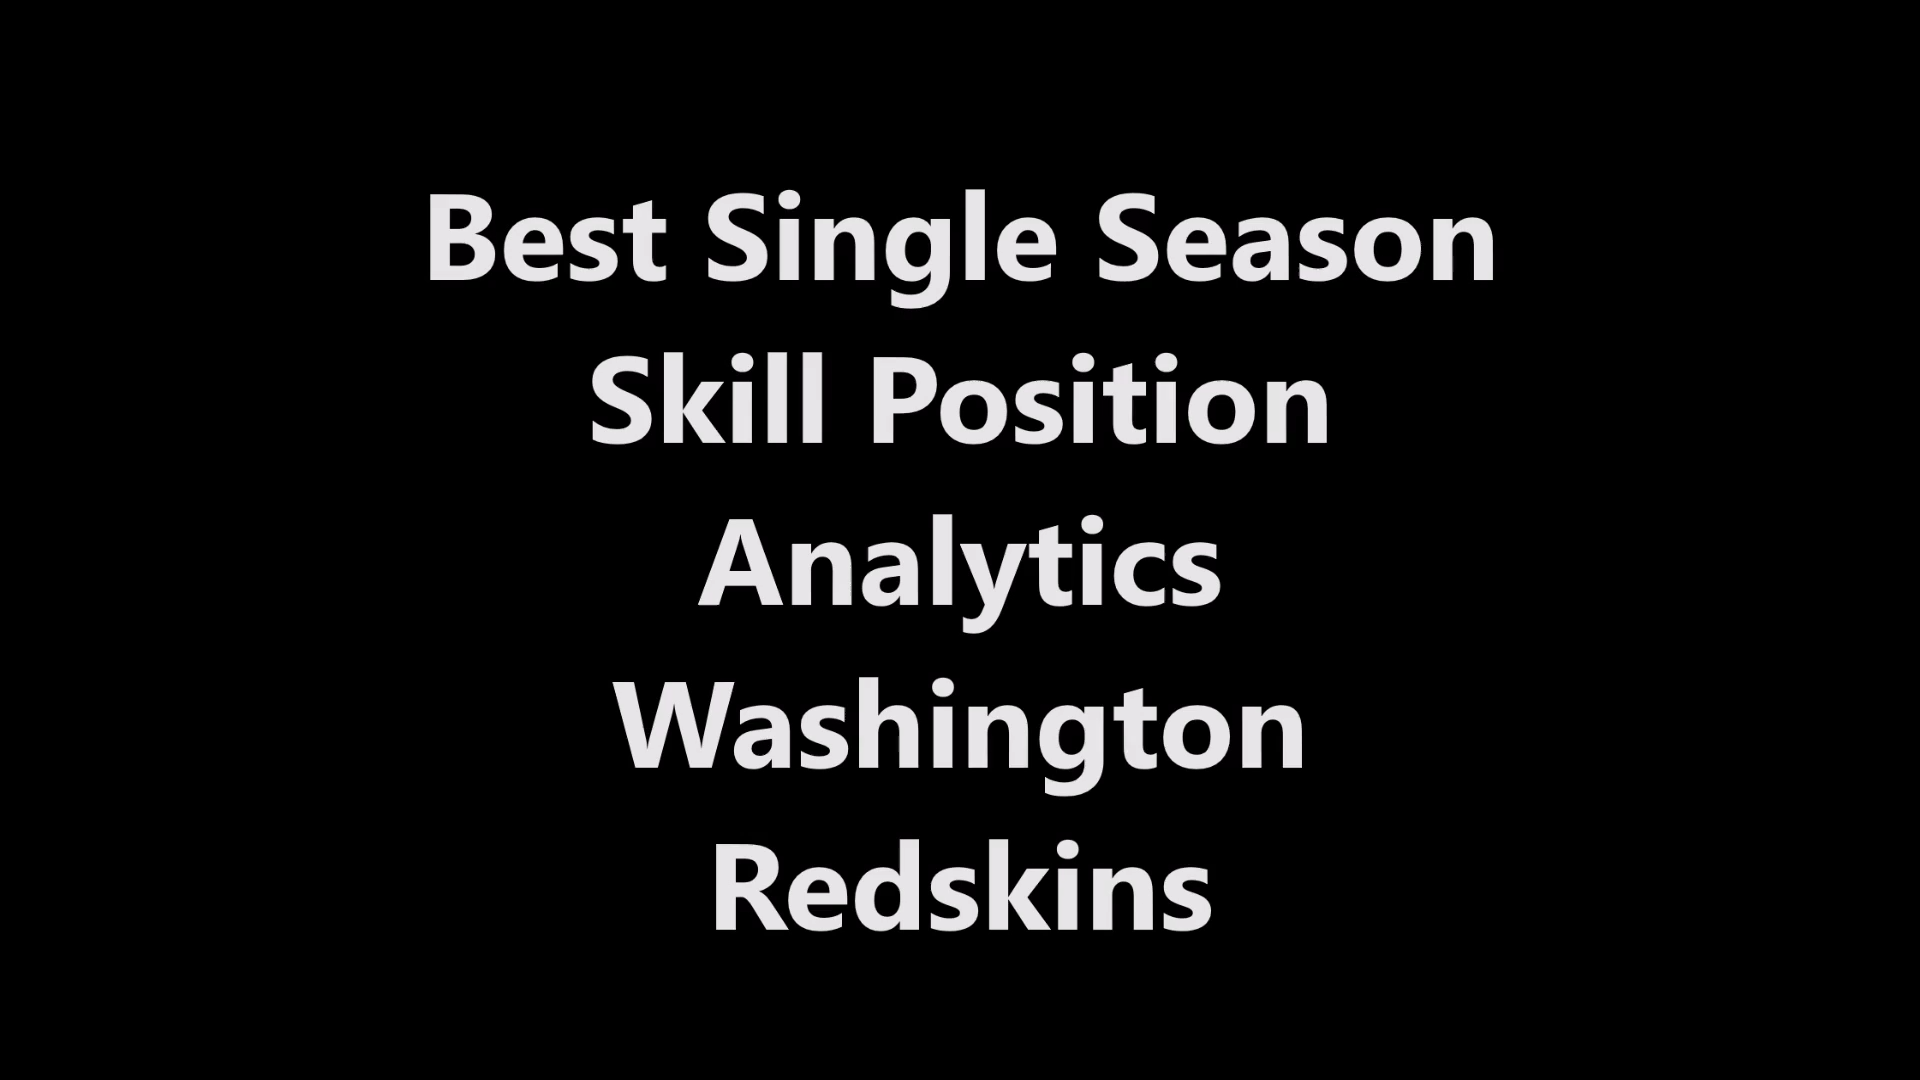 Best Single Season
Skill Position
Analytics
Washington
Redskins